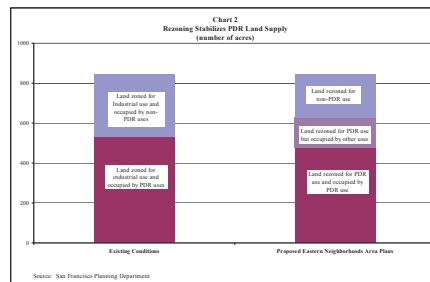 Chart 2
Rezoning Stabilizes PDR Land Supply
(number of acres)
1000
800
600
400
200
0
Land zoned for
Industrial use and
occupied by non-
PDR uses
Land zoned for
industrial use and
occupied by PDR uses
Land rezoned for
non-PDR use
Land rezoned for PDR use
but occupied by other uses
Land rezoned for PDR
use and occupied by
PDR use
Existing Conditions
Proposed Eastern Neighborhoods Area Plans
Source: San Francisco Planning Department